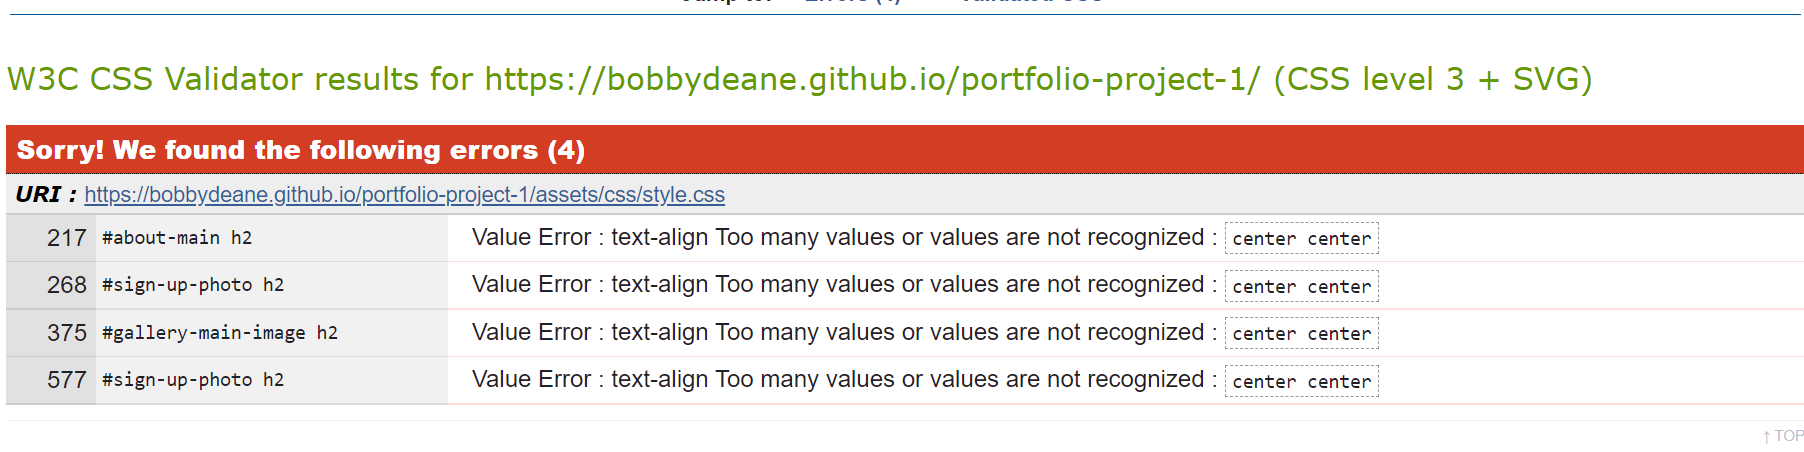 W3C CSS Validator results for https://bobbydeane.github.io/portfolio-project-1/ (CSS level 3 + SVG)
Sorry! We found the following errors (4)
URI : https://bobbydeane.github.io/portfolio-project-1/assets/css/style.css
217 #about-main h2 Value Error : text-align Too many values or values are not recognized : center center
268 #sign-up-photo h2 Value Error : text-align Too many values or values are not recognized : center center
375 #gallery-main-image h2 Value Error : text-align Too many values or values are not recognized : center center
577 #sign-up-photo h2 Value Error : text-align Too many values or values are not recognized : center center
↑ TOP